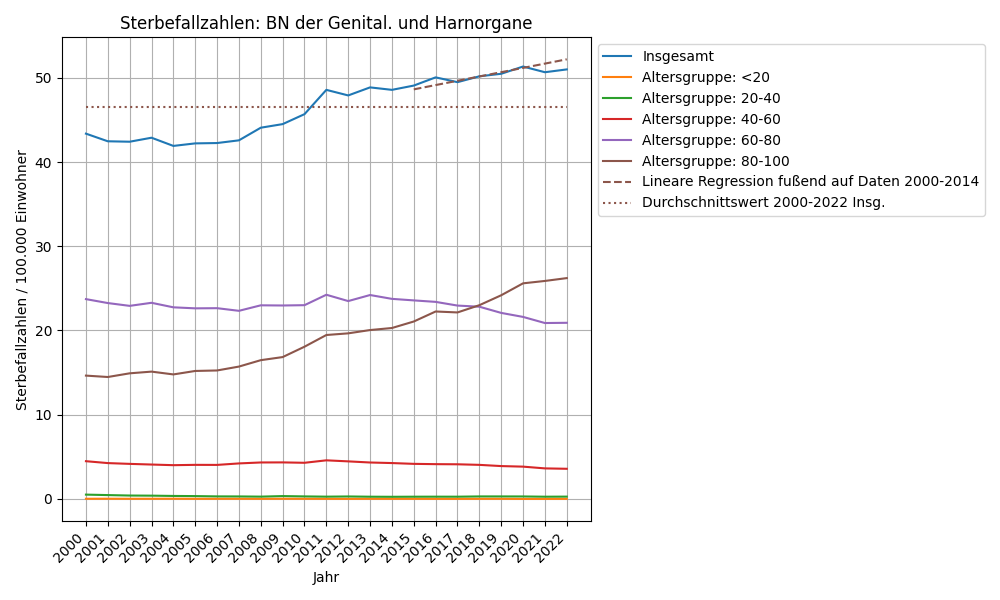 Sterbefallzahlen: BN der Genital. und Harnorgane
Sterbefallzahlen / 100.000 Einwohner
50
40
30
20
10
0
2000
2001
2002
2003
2004
2005
2006
2007
2008
2009
2010
2011
2012
2013
2014
2015
2016
2017
2018
2019
2020
2021
2022
Jahr
Insgesamt
Altersgruppe: <20
Altersgruppe: 20-40
Altersgruppe: 40-60
Altersgruppe: 60-80
Altersgruppe: 80-100
Lineare Regression fußend auf Daten 2000-2014
Durchschnittswert 2000-2022 Insg.